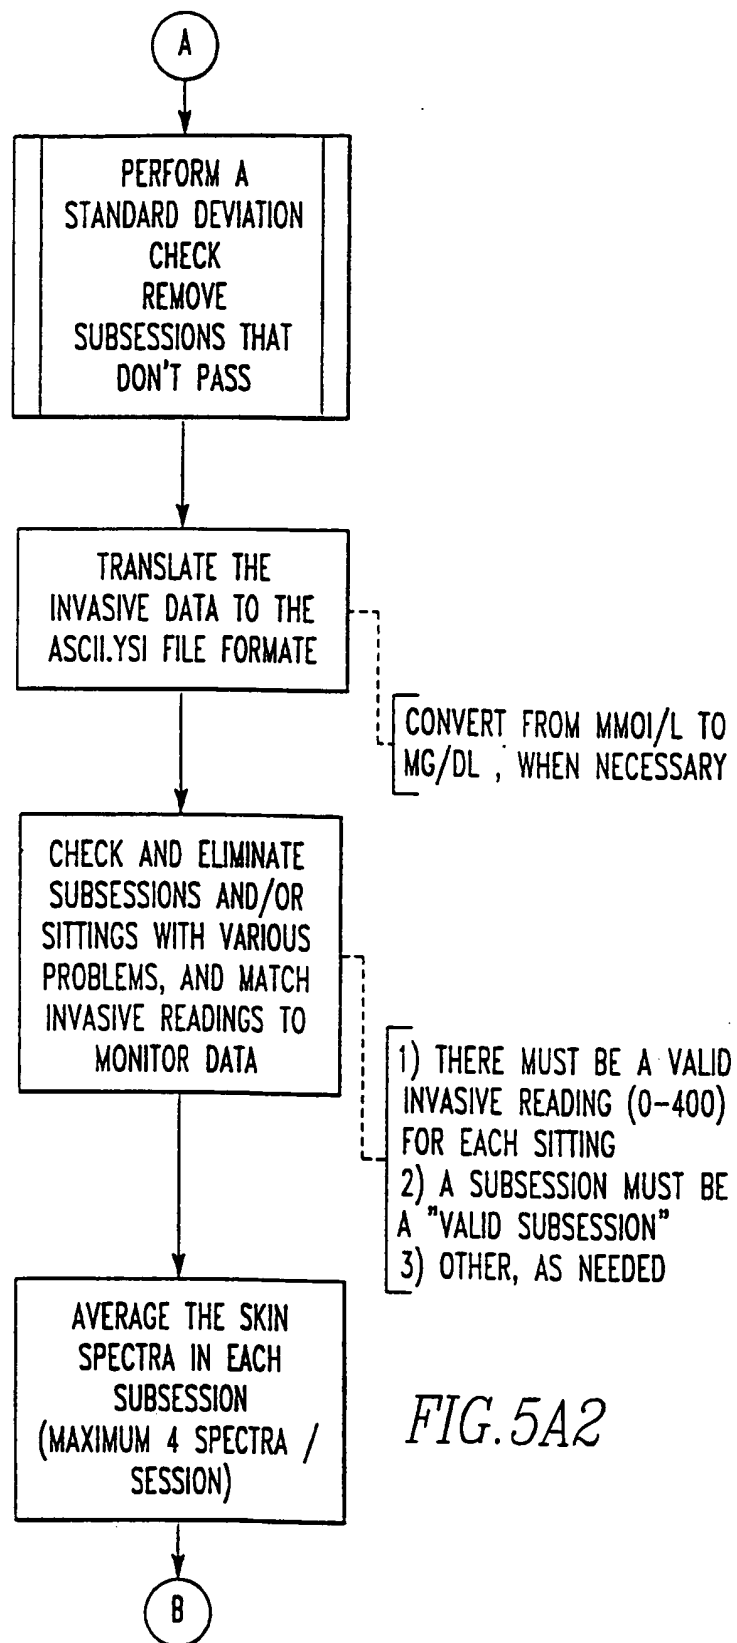 A
PERFORM A
STANDARD DEVIATION
CHECK
REMOVE
SUBSESSIONS THAT
DON'T PASS
TRANSLATE THE
INVASIVE DATA TO THE
ASCII.YSI FILE FORMATE
CONVERT FROM MMOI/L TO
MG/DL , WHEN NECESSARY
CHECK AND ELIMINATE
SUBSESSIONS AND/OR
SITTINGS WITH VARIOUS
PROBLEMS, AND MATCH
INVASIVE READINGS TO
MONITOR DATA
1) THERE MUST BE A VALID
INVASIVE READING (0-400)
FOR EACH SITTING
2) A SUBSESSION MUST BE
A "VALID SUBSESSION"
3) OTHER, AS NEEDED
AVERAGE THE SKIN
SPECTRA IN EACH
SUBSESSION
(MAXIMUM 4 SPECTRA /
SESSION)
FIG.5A2
B